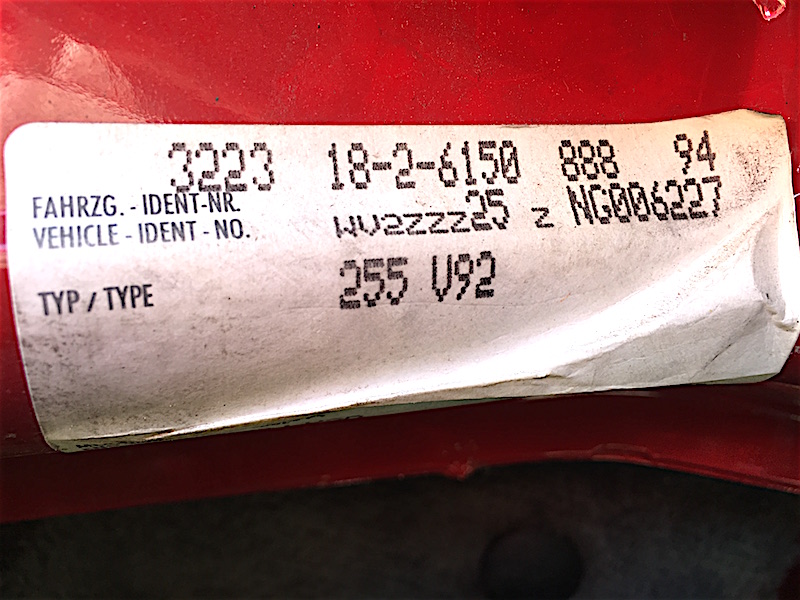 3223 18-2-6150 888 94
FAHRZG. - IDENT-NR.
VEHICLE - IDENT - NO. WV2ZZZ25 Z NG006227
TYP / TYPE 255 V92